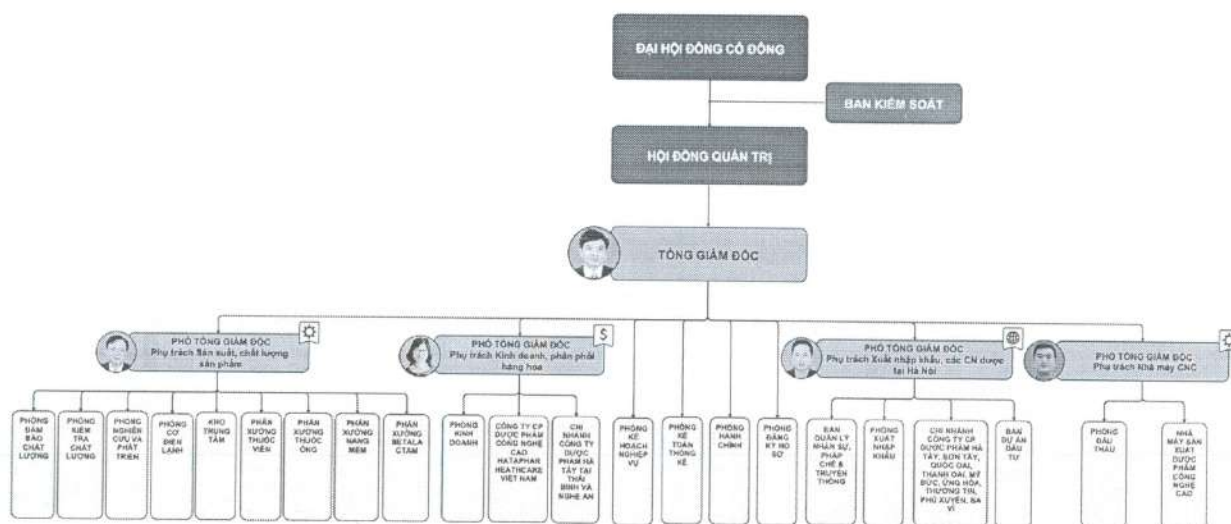 ĐẠI HỘI ĐỒNG CỔ ĐÔNG
BAN KIỂM SOÁT
HỘI ĐỒNG QUẢN TRỊ
TỔNG GIÁM ĐỐC
PHÓ TỔNG GIÁM ĐỐC
Phụ trách Sản xuất, chất lượng
sản phẩm
$
PHÓ TỔNG GIÁM ĐỐC
Phụ trách Kinh doanh, phân phối
hàng hóa
PHÓ TỔNG GIÁM ĐỐC
Phụ trách Xuất nhập khẩu, các CN dược
tại Hà Nội
PHÓ TỔNG GIÁM ĐỐC
Phụ trách Nhà máy CNC
PHÒNG
ĐẢM
BẢO
CHẤT
LƯỢNG
PHÒNG
KIỂM
TRA
CHẤT
LƯỢNG
PHÒNG
NGHIÊN
CỨU VÀ
PHÁT
TRIỂN
PHÒNG
CƠ
ĐIỆN
LẠNH
KHO
TRUNG
TÂM
PHÂN
XƯỞNG
THUỐC
VIÊN
PHÂN
XƯỞNG
THUỐC
ỐNG
PHÂN
XƯỞNG
NANG
MỀM
PHÂN
XƯỞNG
BETALA
CTAM
PHÒNG
KINH
DOANH
CÔNG TY CP
DƯỢC PHẨM
CÔNG NGHỆ
CAO
HATAPHAR
HEATHCARE
VIỆT NAM
CHI
NHÁNH
CÔNG TY
DƯỢC
PHẨM HÀ
TÂY TẠI
THÁI
BÌNH VÀ
NGHỆ AN
PHÒNG
KẾ
HOẠCH
NGHIỆP
VỤ
PHÒNG
KẾ
TOÁN
THỐNG
KÊ
PHÒNG
HÀNH
CHÍNH
PHÒNG
ĐĂNG
KÝ HỒ
SƠ
BAN
QUẢN LÝ
NHÂN SỰ,
PHÁP
CHẾ &
TRUYỀN
THÔNG
PHÒNG
XUẤT
NHẬP
KHẨU
CHI NHÁNH
CÔNG TY CP
DƯỢC PHẨM HÀ
TÂY, SƠN TÂY,
QUỐC OAI,
THANH OAI, MỸ
ĐỨC, ỨNG HÒA,
THƯỜNG TÍN,
PHÚ XUYÊN, BA
VÌ
BAN
DỰ ÁN
ĐẦU
TƯ
PHÒNG
ĐẤU
THẦU
NHÀ
MÁY SẢN
XUẤT
DƯỢC
PHẨM
CÔNG
NGHỆ
CAO